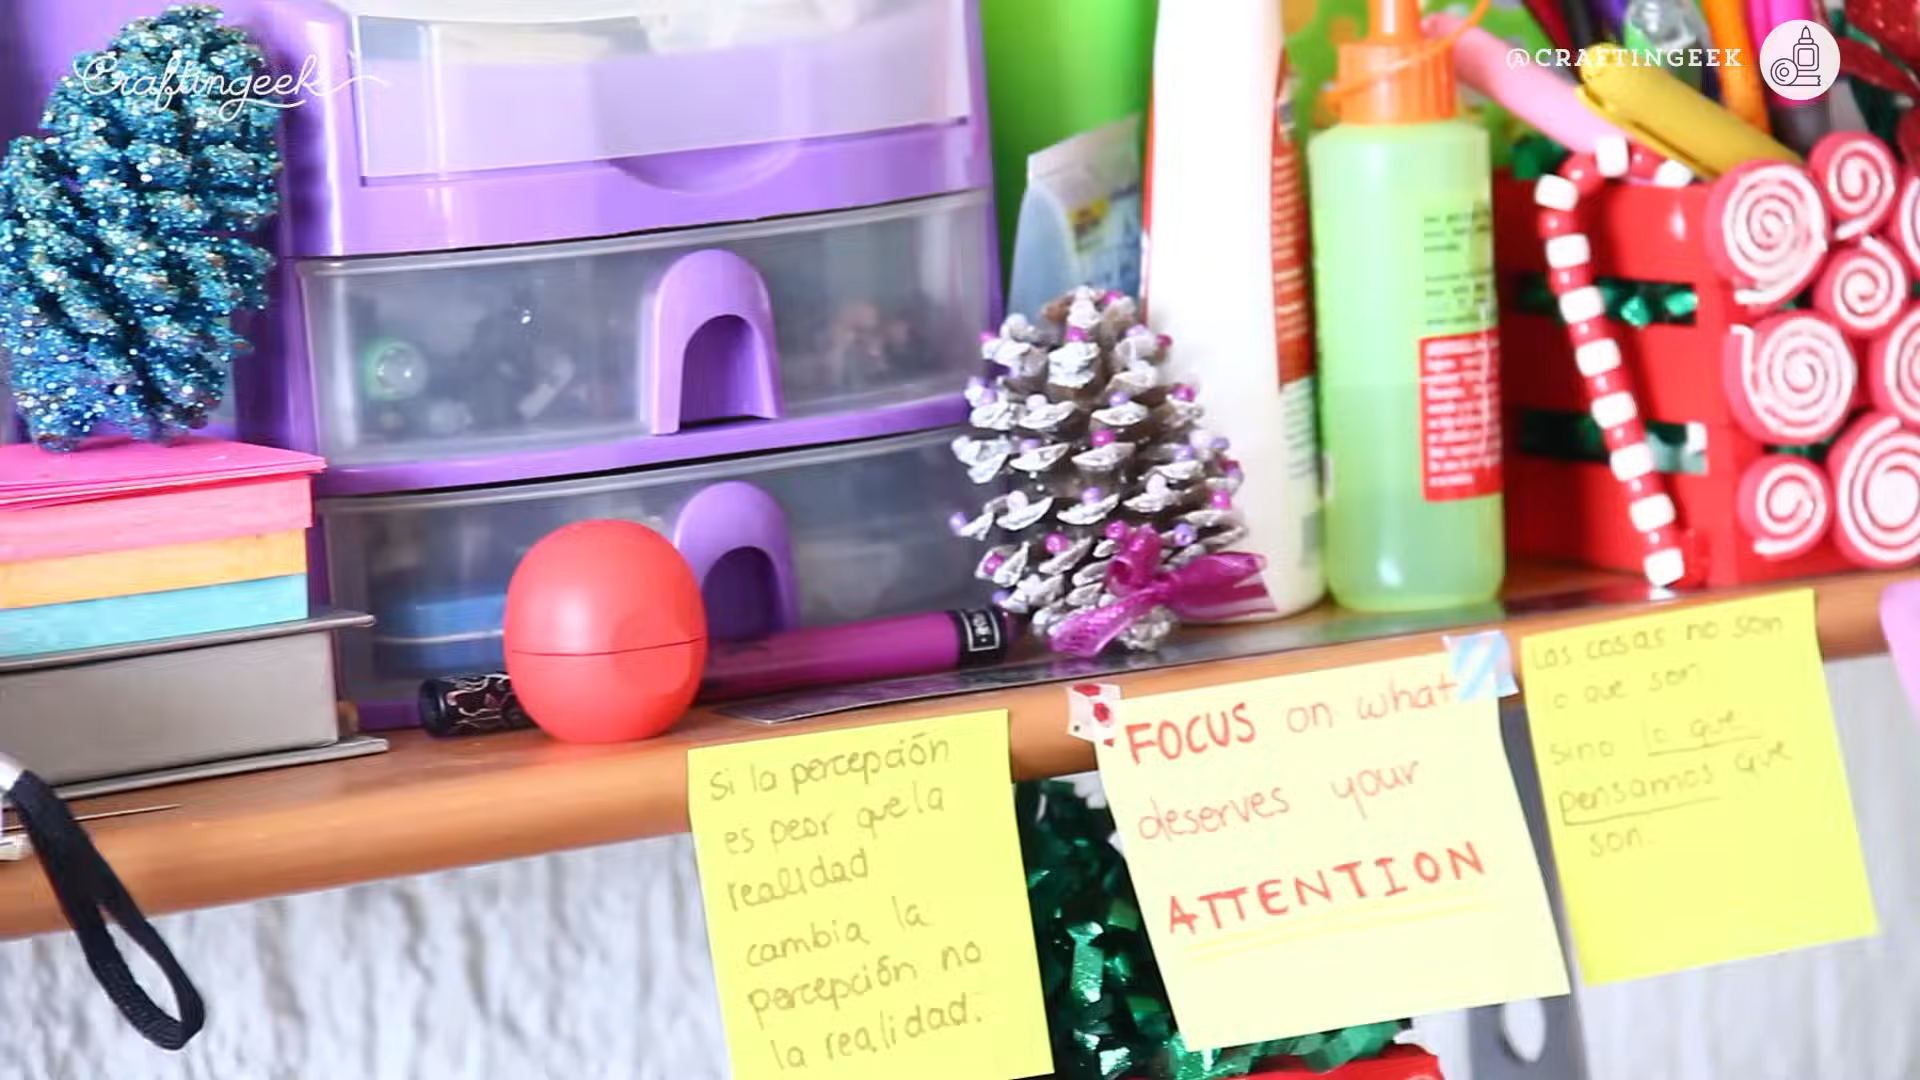 Craftingeek
@CRAFTINGEEK
Si la percepción
es peor que la
realidad
cambia la
percepción no
la realidad.
FOCUS on what
deserves your
ATTENTION
Las cosas no son
lo que son
sino lo que
pensamos que
son.